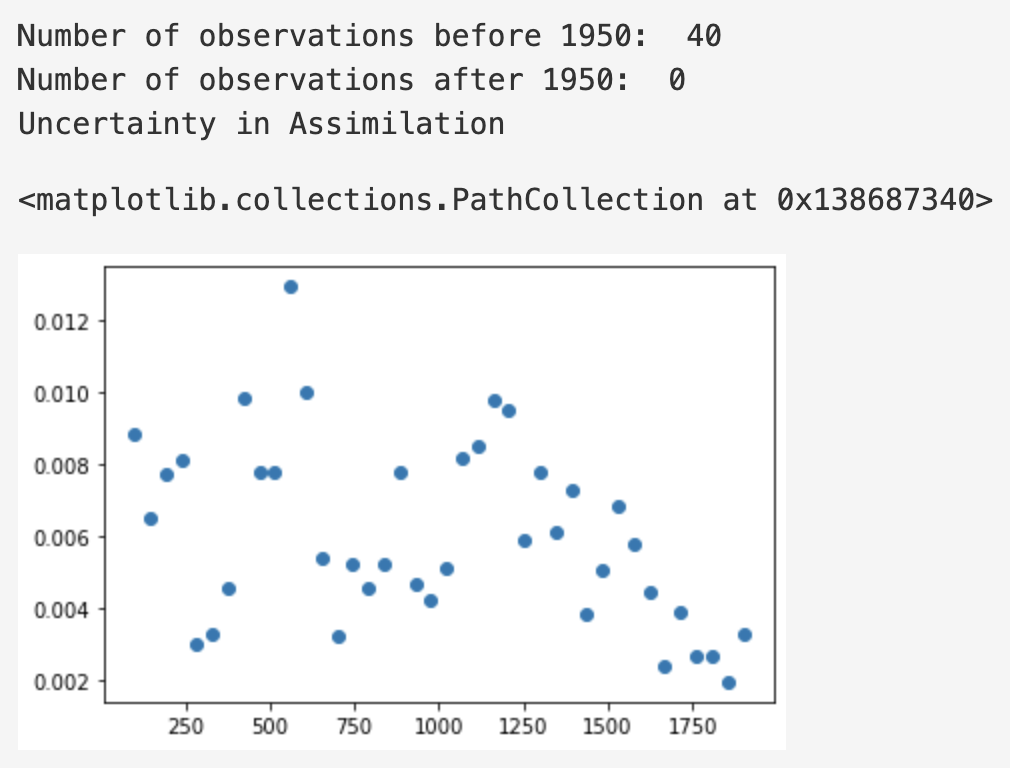 Number of observations before 1950:  40
Number of observations after 1950:  0
Uncertainty in Assimilation
<matplotlib.collections.PathCollection at 0x138687340>
0.012
0.010
0.008
0.006
0.004
0.002
250 500 750 1000 1250 1500 1750